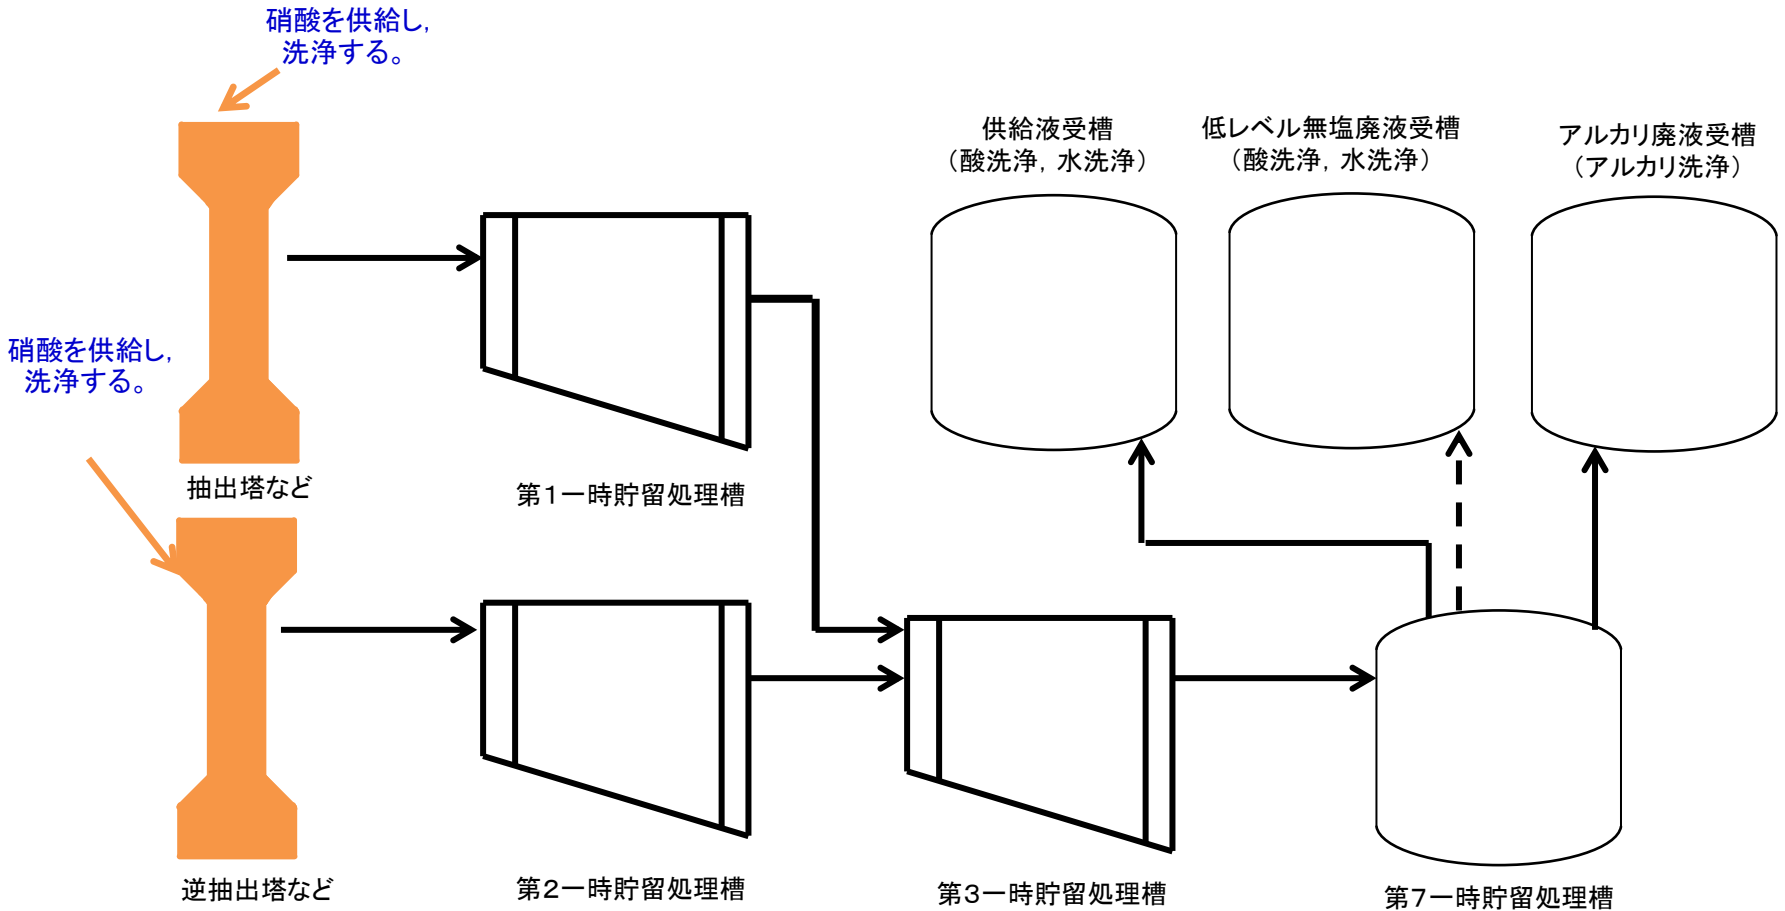 硝酸を供給し,
洗浄する。
供給液受槽
（酸洗浄, 水洗浄）
低レベル無塩廃液受槽
（酸洗浄, 水洗浄）
アルカリ廃液受槽
（アルカリ洗浄）
硝酸を供給し,
洗浄する。
抽出塔など
第１一時貯留処理槽
逆抽出塔など
第２一時貯留処理槽
第３一時貯留処理槽
第７一時貯留処理槽